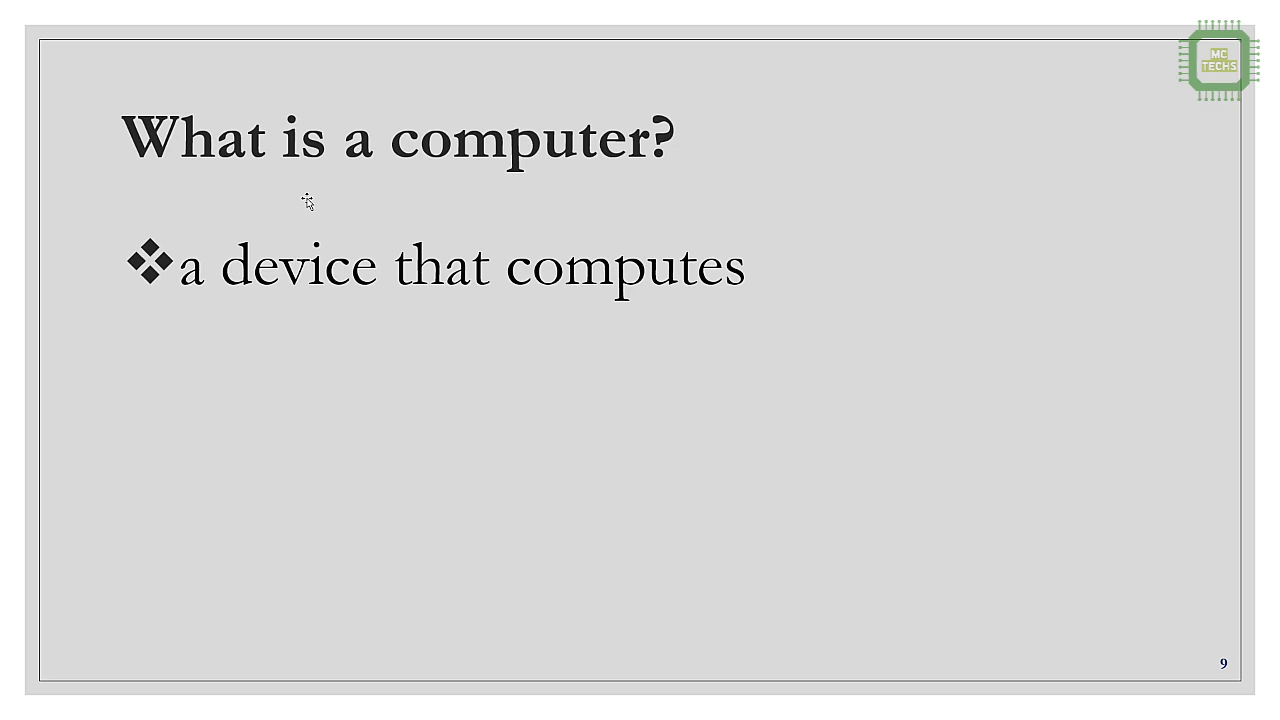 MC
TECHS
What is a computer?
❖a device that computes
9